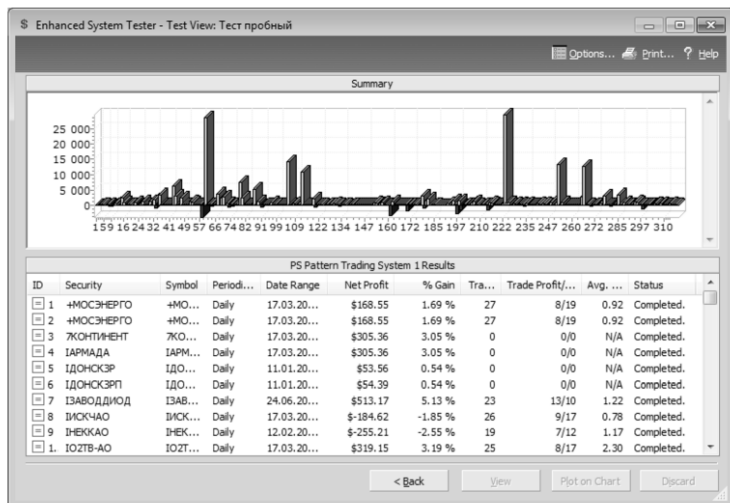 $ Enhanced System Tester - Test View: Тест пробный
Options... Print... ? Help
Summary
25 000
20 000
15 000
10 000
5 000
0
1 5 9 16 24 32 41 49 57 66 74 82 91 99 109 122 134 147 160 172 185 197 210 222 235 247 260 272 285 297 310
PS Pattern Trading System 1 Results
ID Security Symbol Periodi... Date Range Net Profit % Gain Tra... Trade Profit/... Avg. ... Status
1 +МОСЭНЕРГО +МО... Daily 17.03.20... $168.55 1.69 % 27 8/19 0.92 Completed.
2 +МОСЭНЕРГО +МО... Daily 17.03.20... $168.55 1.69 % 27 8/19 0.92 Completed.
3 7КОНТИНЕНТ 7КО... Daily 17.03.20... $305.36 3.05 % 0 0/0 N/A Completed.
4 IАРМАДА IАРМ... Daily 17.03.20... $305.36 3.05 % 0 0/0 N/A Completed.
5 IДОНСКЗР IДО... Daily 11.01.20... $53.56 0.54 % 0 0/0 N/A Completed.
6 IДОНСКЗРП IДО... Daily 11.01.20... $54.39 0.54 % 0 0/0 N/A Completed.
7 IЗАВОДДИОД IЗАВ... Daily 24.06.20... $513.17 5.13 % 23 13/10 1.22 Completed.
8 IИСКЧАО IИСК... Daily 17.03.20... $-184.62 -1.85 % 26 9/17 0.78 Completed.
9 IНЕККАО IНЕК... Daily 12.02.20... $-255.21 -2.55 % 19 7/12 1.17 Completed.
1. IО2ТВ-АО IО2Т... Daily 17.03.20... $319.15 3.19 % 25 8/17 2.30 Completed.
< Back View Plot on Chart Discard